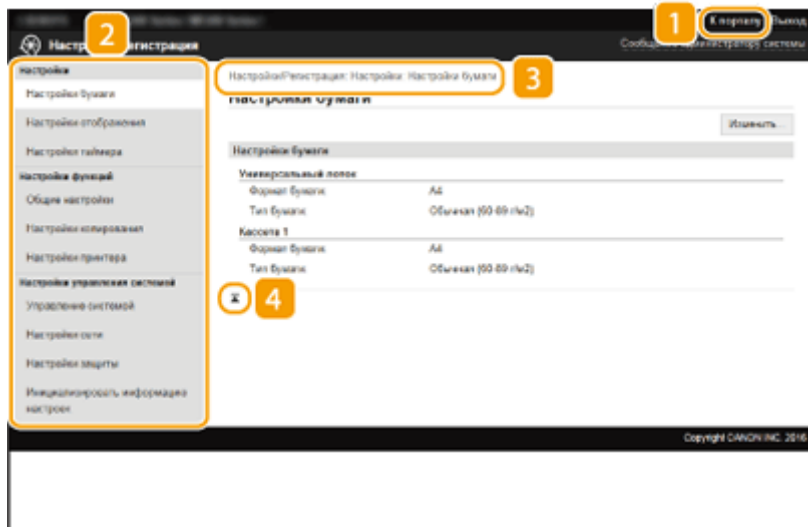 1
К порталу Выход
2
Настр регистрация
Сообщ администратору системы
Настройки
Настройки/Регистрация: Настройки: Настройки бумаги
3
Настройки бумаги
Настройки бумаги
Изменить...
Настройки отображения
Настройки таймера
Настройки бумаги
Настройки функций
Универсальный лоток
Общие настройки
Формат бумаги: A4
Тип бумаги: Обычная (60-89 г/м2)
Настройки копирования
Кассета 1
Настройки принтера
Формат бумаги: A4
Тип бумаги: Обычная (60-89 г/м2)
Настройки управления системой
4
Управление системой
Настройки сети
Настройки защиты
Инициализировать информацию
настроек
Copyright CANON INC. 2016